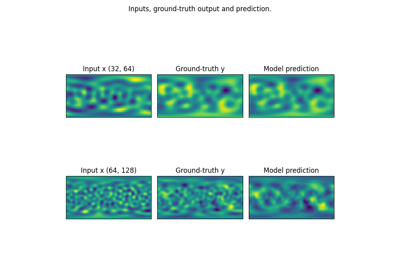 Inputs, ground-truth output and prediction.
Input x (32, 64) Ground-truth y Model prediction
Input x (64, 128) Ground-truth y Model prediction